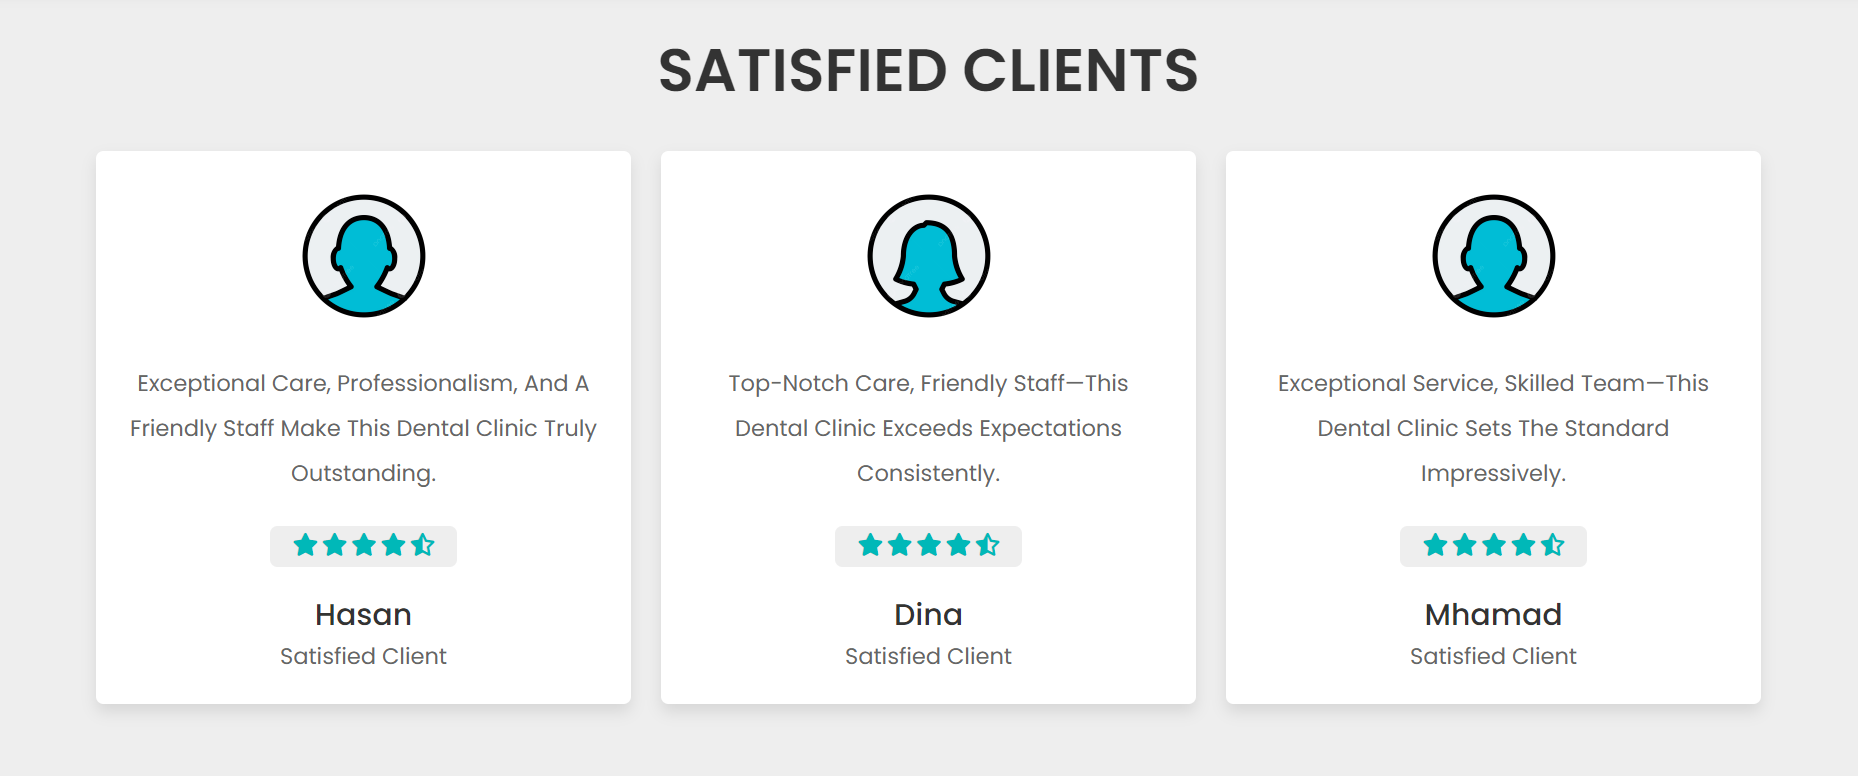 SATISFIED CLIENTS
Exceptional Care, Professionalism, And A
Friendly Staff Make This Dental Clinic Truly
Outstanding.
Hasan
Satisfied Client
Top-Notch Care, Friendly Staff—This
Dental Clinic Exceeds Expectations
Consistently.
Dina
Satisfied Client
Exceptional Service, Skilled Team—This
Dental Clinic Sets The Standard
Impressively.
Mhamad
Satisfied Client